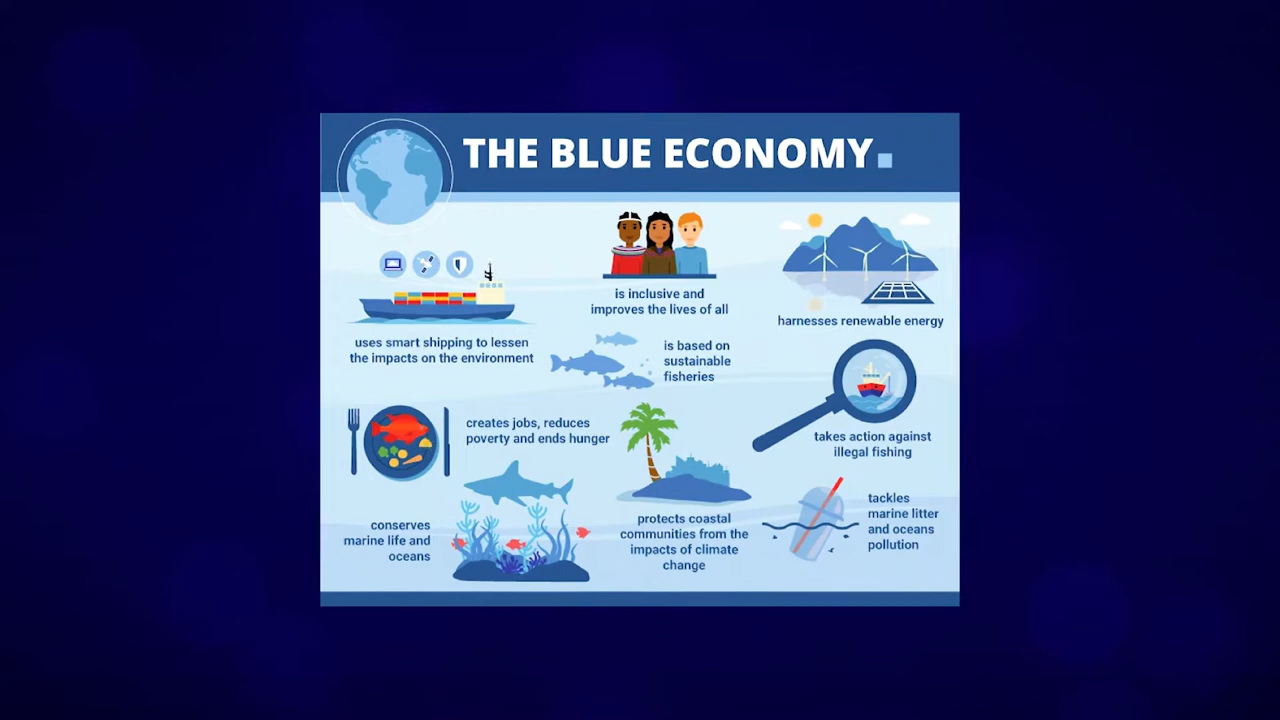 THE BLUE ECONOMY.
is inclusive and
improves the lives of all
harnesses renewable energy
uses smart shipping to lessen
the impacts on the environment
is based on
sustainable
fisheries
takes action against
illegal fishing
creates jobs, reduces
poverty and ends hunger
conserves
marine life and
oceans
protects coastal
communities from the
impacts of climate
change
tackles
marine litter
and oceans
pollution